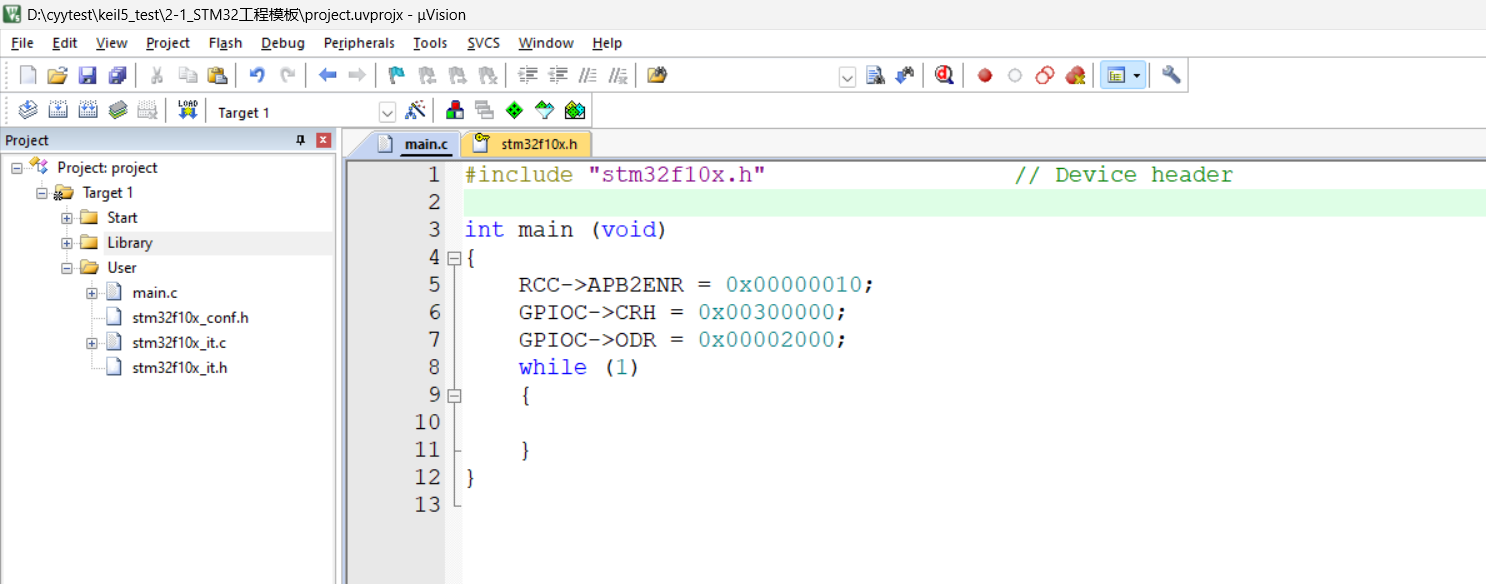 D:\cyytest\keil5_test\2-1_STM32工程模板\project.uvprojx - µVision
File Edit View Project Flash Debug Peripherals Tools SVCS Window Help
LOAD Target 1
Project
main.c stm32f10x.h
Project: project
Target 1
Start
Library
User
main.c
stm32f10x_conf.h
stm32f10x_it.c
stm32f10x_it.h
1 #include "stm32f10x.h" // Device header
2
3 int main (void)
4 {
5 RCC->APB2ENR = 0x00000010;
6 GPIOC->CRH = 0x00300000;
7 GPIOC->ODR = 0x00002000;
8 while (1)
9 {
10
11 }
12 }
13